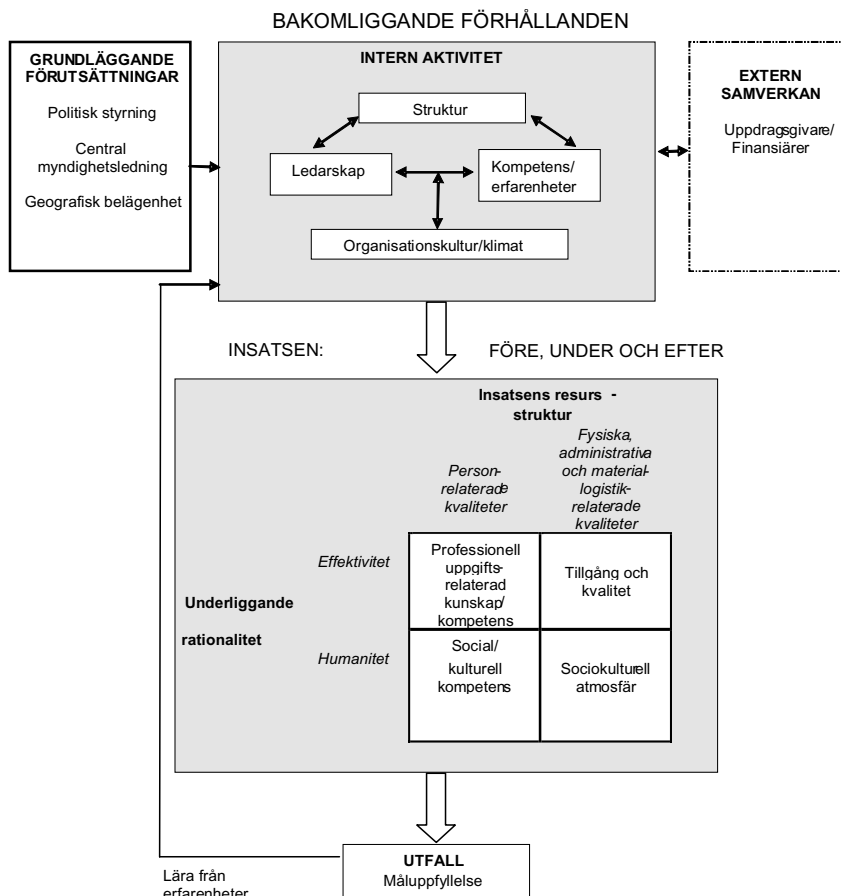 BAKOMLIGGANDE FÖRHÅLLANDEN
GRUNDLÄGGANDE
FÖRUTSÄTTNINGAR
Politisk styrning
Central
myndighetsledning
Geografisk belägenhet
INTERN AKTIVITET
Struktur
Ledarskap
Kompetens/
erfarenheter
Organisationskultur/klimat
EXTERN
SAMVERKAN
Uppdragsgivare/
Finansiärer
INSATSEN:
FÖRE, UNDER OCH EFTER
Insatsens resurs -
struktur
Person-
relaterade
kvaliteter
Fysiska,
administrativa
och material-
logistik-
relaterade
kvaliteter
Underliggande
rationalitet
Effektivitet
Professionell
uppgifts-
relaterad
kunskap/
kompetens
Tillgång och
kvalitet
Humanitet
Social/
kulturell
kompetens
Sociokulturell
atmosfär
UTFALL
Måluppfyllelse
Lära från
erfarenheter